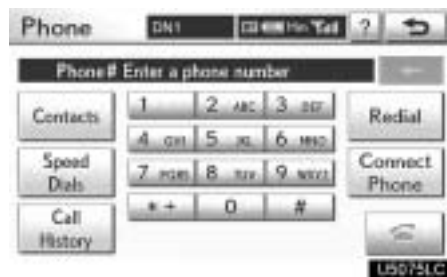 Phone DN1 ?
Phone# Enter a phone number
Contacts 1 2 ABC 3 DEF Redial
4 GHI 5 JKL 6 MNO
Speed Dials 7 PQRS 8 TUV 9 WXYZ Connect Phone
* + 0 #
Call History
US075LC